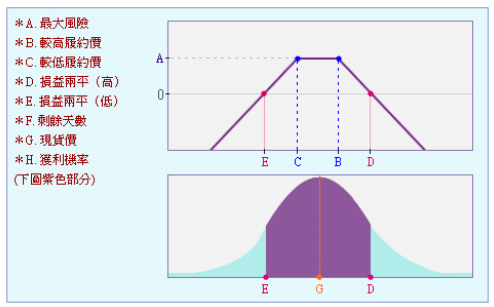 ＊A.最大風險
＊B.較高履約價
＊C.較低履約價
＊D.損益兩平（高）
＊E.損益兩平（低）
＊F.剩餘天數
＊G.現貨價
＊H.獲利機率
(下圖紫色部分)
A
0
E C B D
E G D